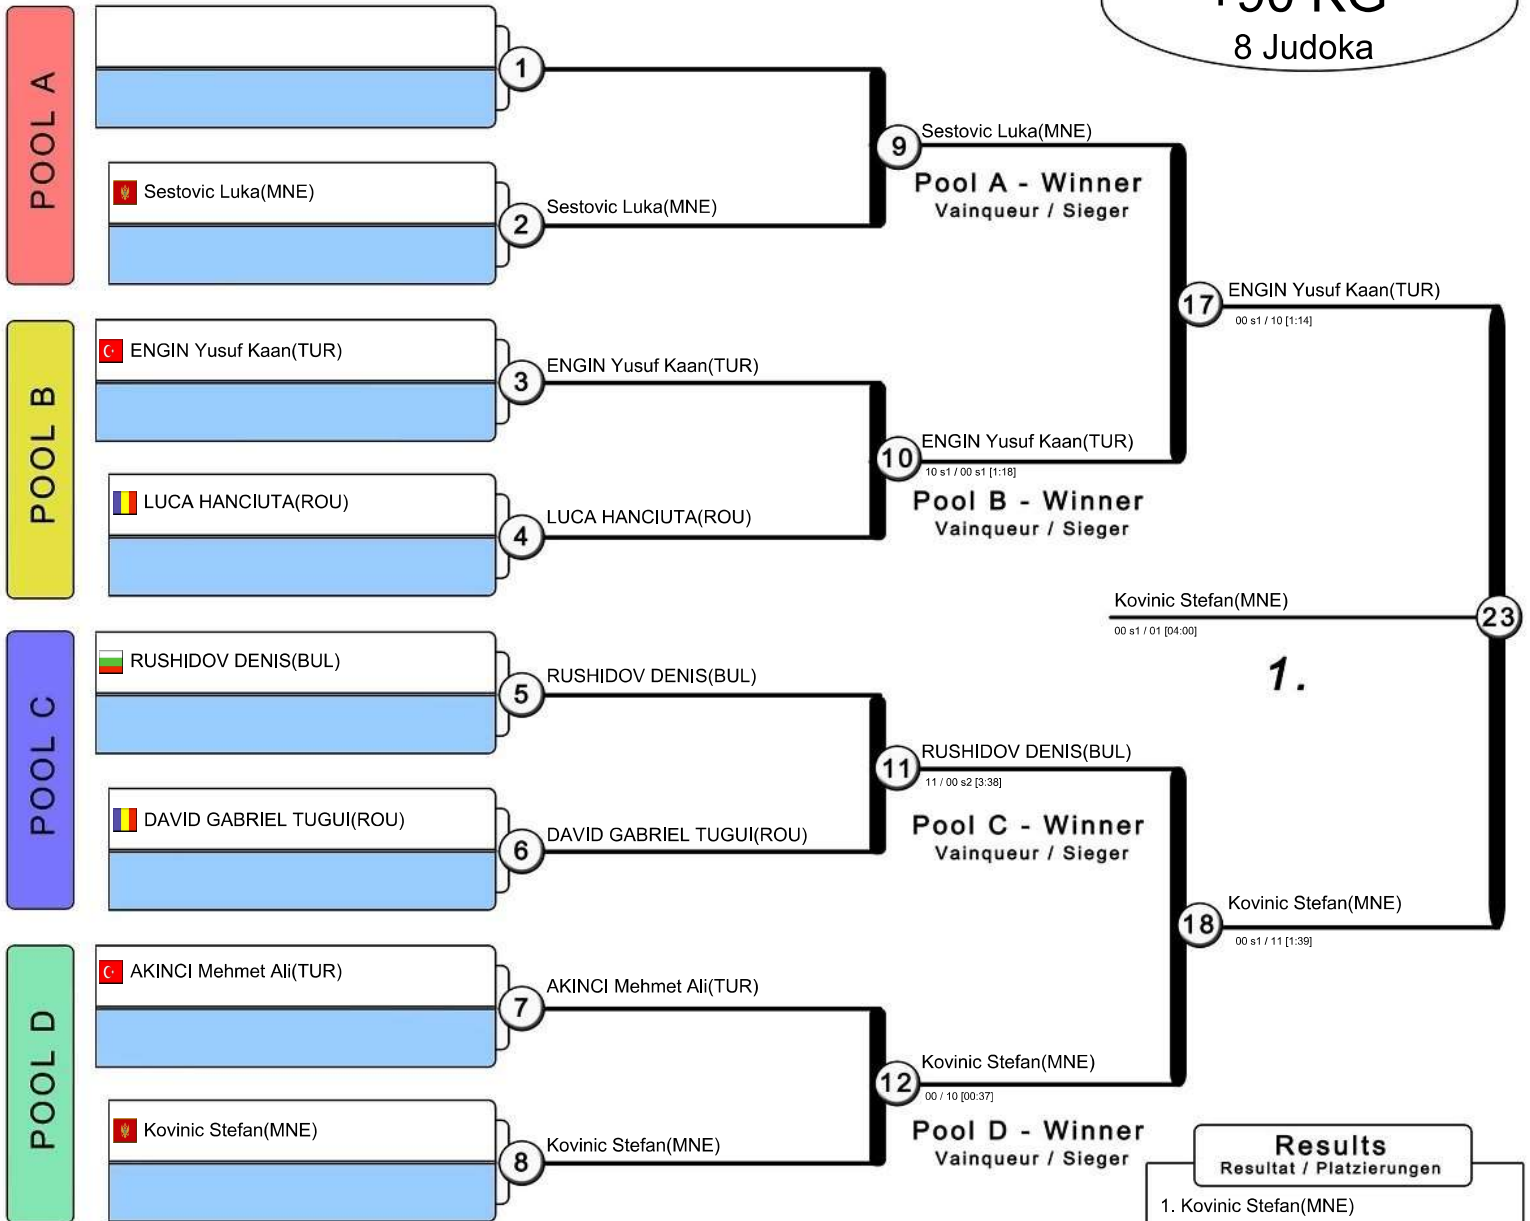 +90 KG
8 Judoka
POOL A
1
Sestovic Luka(MNE)
2
Sestovic Luka(MNE)
9
Sestovic Luka(MNE)
Pool A - Winner
Vainqueur / Sieger
POOL B
ENGIN Yusuf Kaan(TUR)
3
ENGIN Yusuf Kaan(TUR)
LUCA HANCIUTA(ROU)
4
LUCA HANCIUTA(ROU)
10
ENGIN Yusuf Kaan(TUR)
10 s1 / 00 s1 [1:18]
Pool B - Winner
Vainqueur / Sieger
17
ENGIN Yusuf Kaan(TUR)
00 s1 / 10 [1:14]
Kovinic Stefan(MNE)
00 s1 / 01 [04:00]
23
1.
POOL C
RUSHIDOV DENIS(BUL)
5
RUSHIDOV DENIS(BUL)
DAVID GABRIEL TUGUI(ROU)
6
DAVID GABRIEL TUGUI(ROU)
11
RUSHIDOV DENIS(BUL)
11 / 00 s2 [3:38]
Pool C - Winner
Vainqueur / Sieger
18
Kovinic Stefan(MNE)
00 s1 / 11 [1:39]
POOL D
AKINCI Mehmet Ali(TUR)
7
AKINCI Mehmet Ali(TUR)
Kovinic Stefan(MNE)
8
Kovinic Stefan(MNE)
12
Kovinic Stefan(MNE)
00 / 10 [00:37]
Pool D - Winner
Vainqueur / Sieger
Results
Resultat / Platzierungen
1. Kovinic Stefan(MNE)